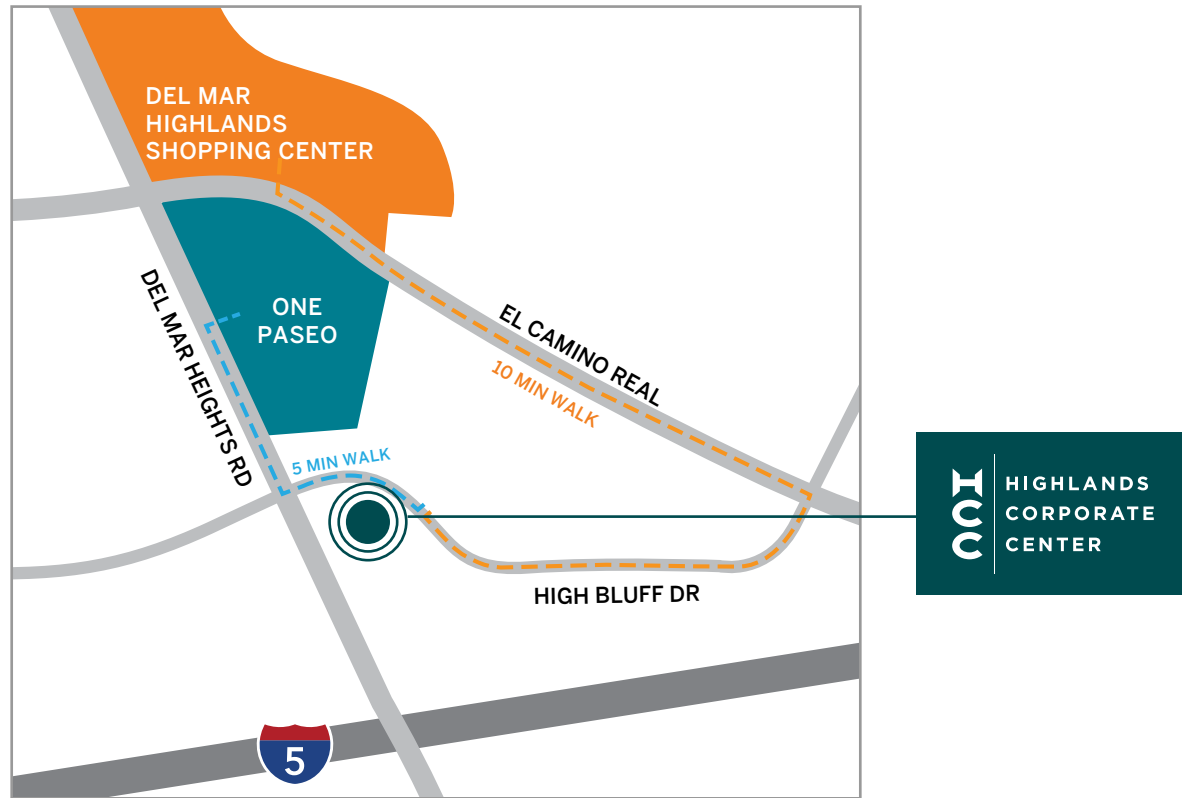 DEL MAR
HIGHLANDS
SHOPPING CENTER
ONE
PASEO
DEL MAR HEIGHTS RD
EL CAMINO REAL
10 MIN WALK
5 MIN WALK
HIGH BLUFF DR
5
HCC
HIGHLANDS
CORPORATE
CENTER